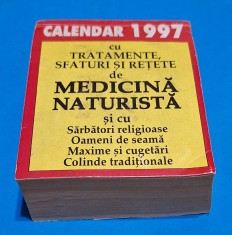 CALENDAR 1997
cu
TRATAMENTE,
SFATURI ȘI REȚETE
de
MEDICINĂ
NATURISTĂ
și cu
Sărbători religioase
Oameni de seamă
Maxime și cugetări
Colinde tradiționale